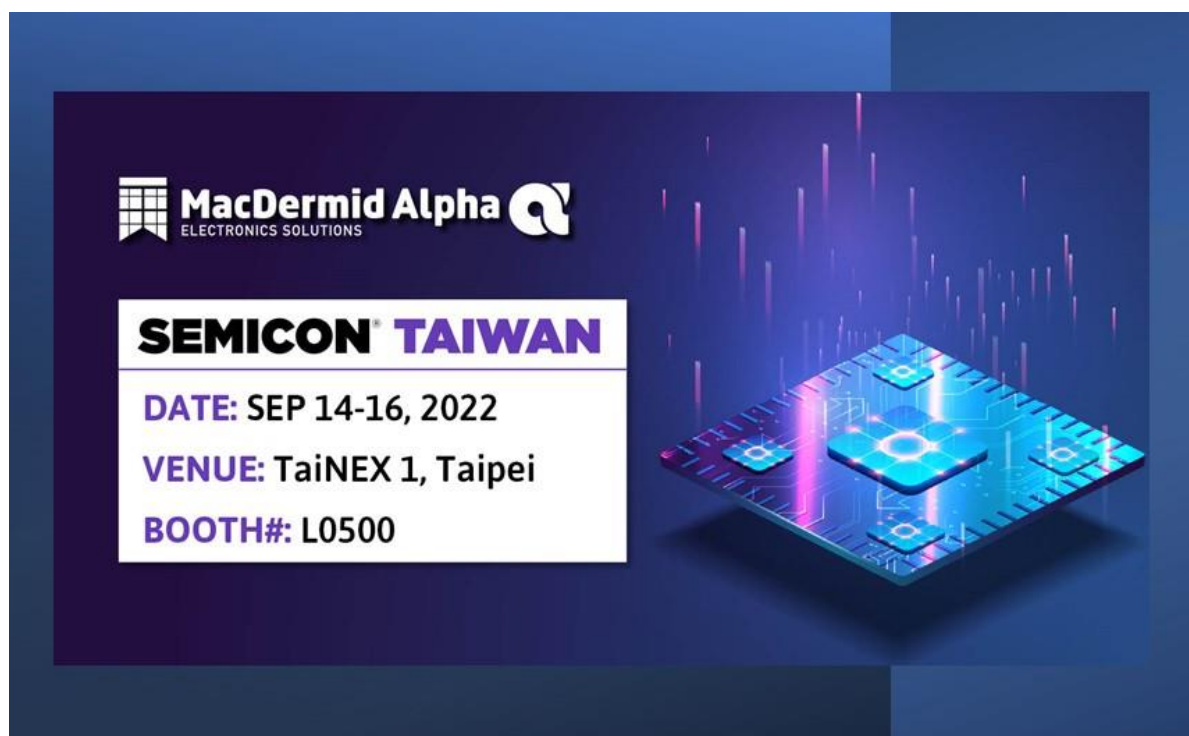 MacDermid Alpha
ELECTRONICS SOLUTIONS
SEMICON® TAIWAN
DATE: SEP 14-16, 2022
VENUE: TaiNEX 1, Taipei
BOOTH#: L0500